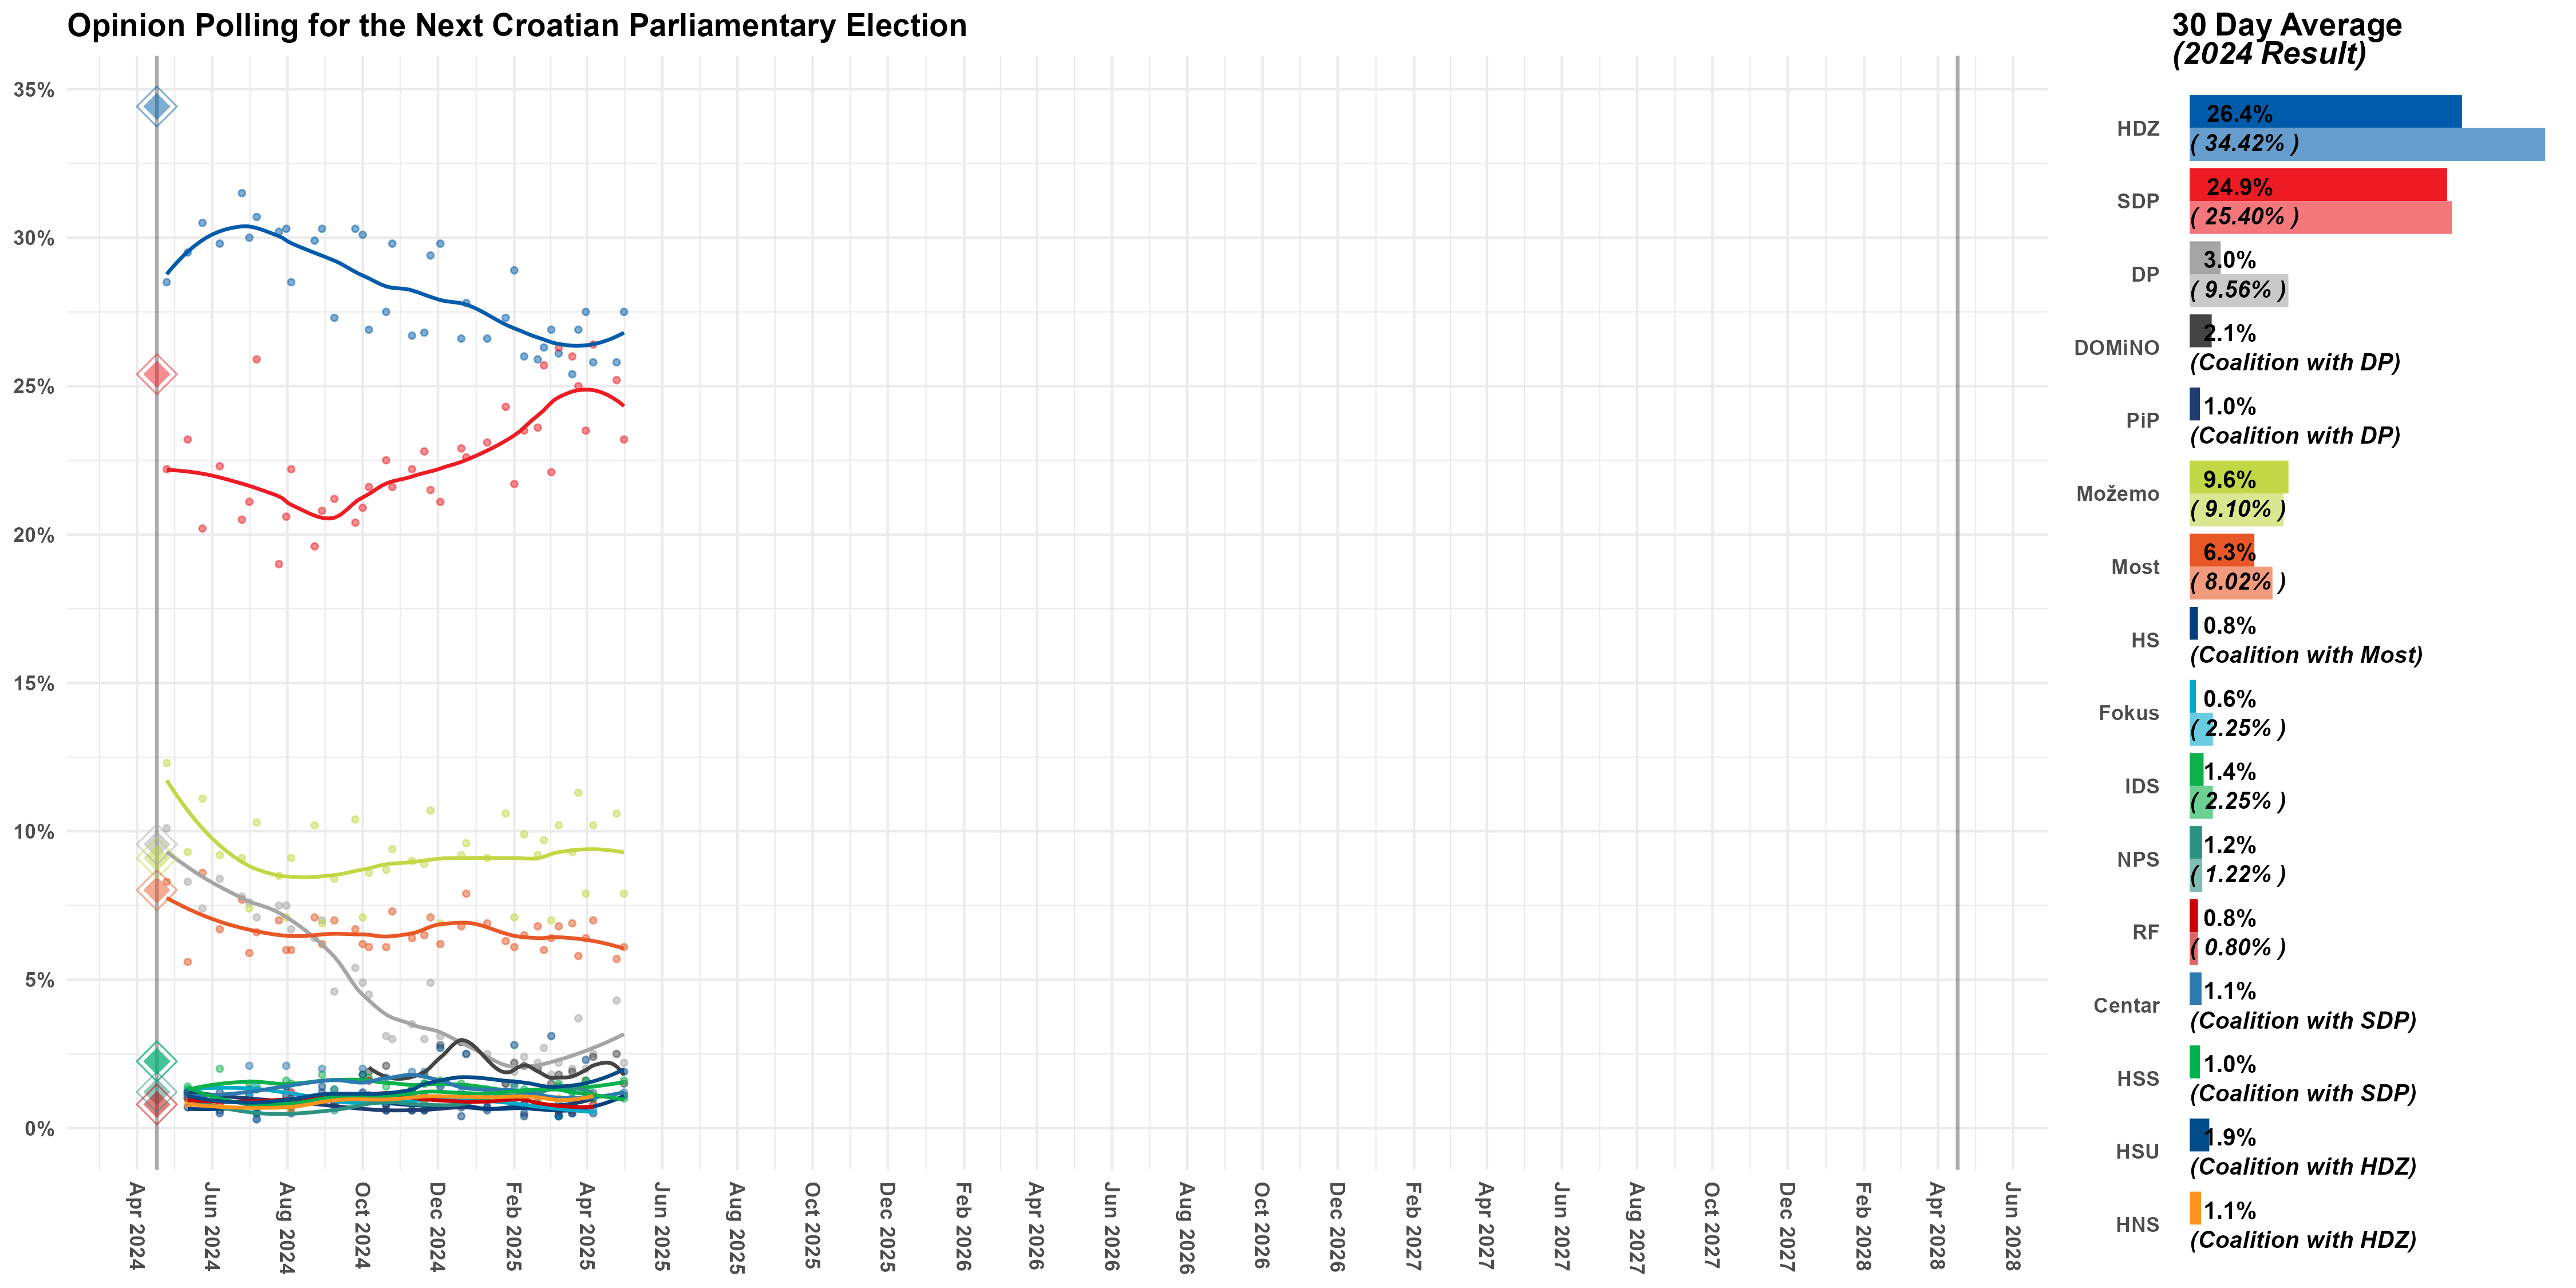 Opinion Polling for the Next Croatian Parliamentary Election
30 Day Average
(2024 Result)
35%
30%
25%
20%
15%
10%
5%
0%
Apr 2024
Jun 2024
Aug 2024
Oct 2024
Dec 2024
Feb 2025
Apr 2025
Jun 2025
Aug 2025
Oct 2025
Dec 2025
Feb 2026
Apr 2026
Jun 2026
Aug 2026
Oct 2026
Dec 2026
Feb 2027
Apr 2027
Jun 2027
Aug 2027
Oct 2027
Dec 2027
Feb 2028
Apr 2028
Jun 2028
HDZ
26.4%
( 34.42% )
SDP
24.9%
( 25.40% )
DP
3.0%
( 9.56% )
DOMiNO
2.1%
(Coalition with DP)
PiP
1.0%
(Coalition with DP)
Možemo
9.6%
( 9.10% )
Most
6.3%
( 8.02% )
HS
0.8%
(Coalition with Most)
Fokus
0.6%
( 2.25% )
IDS
1.4%
( 2.25% )
NPS
1.2%
( 1.22% )
RF
0.8%
( 0.80% )
Centar
1.1%
(Coalition with SDP)
HSS
1.0%
(Coalition with SDP)
HSU
1.9%
(Coalition with HDZ)
HNS
1.1%
(Coalition with HDZ)